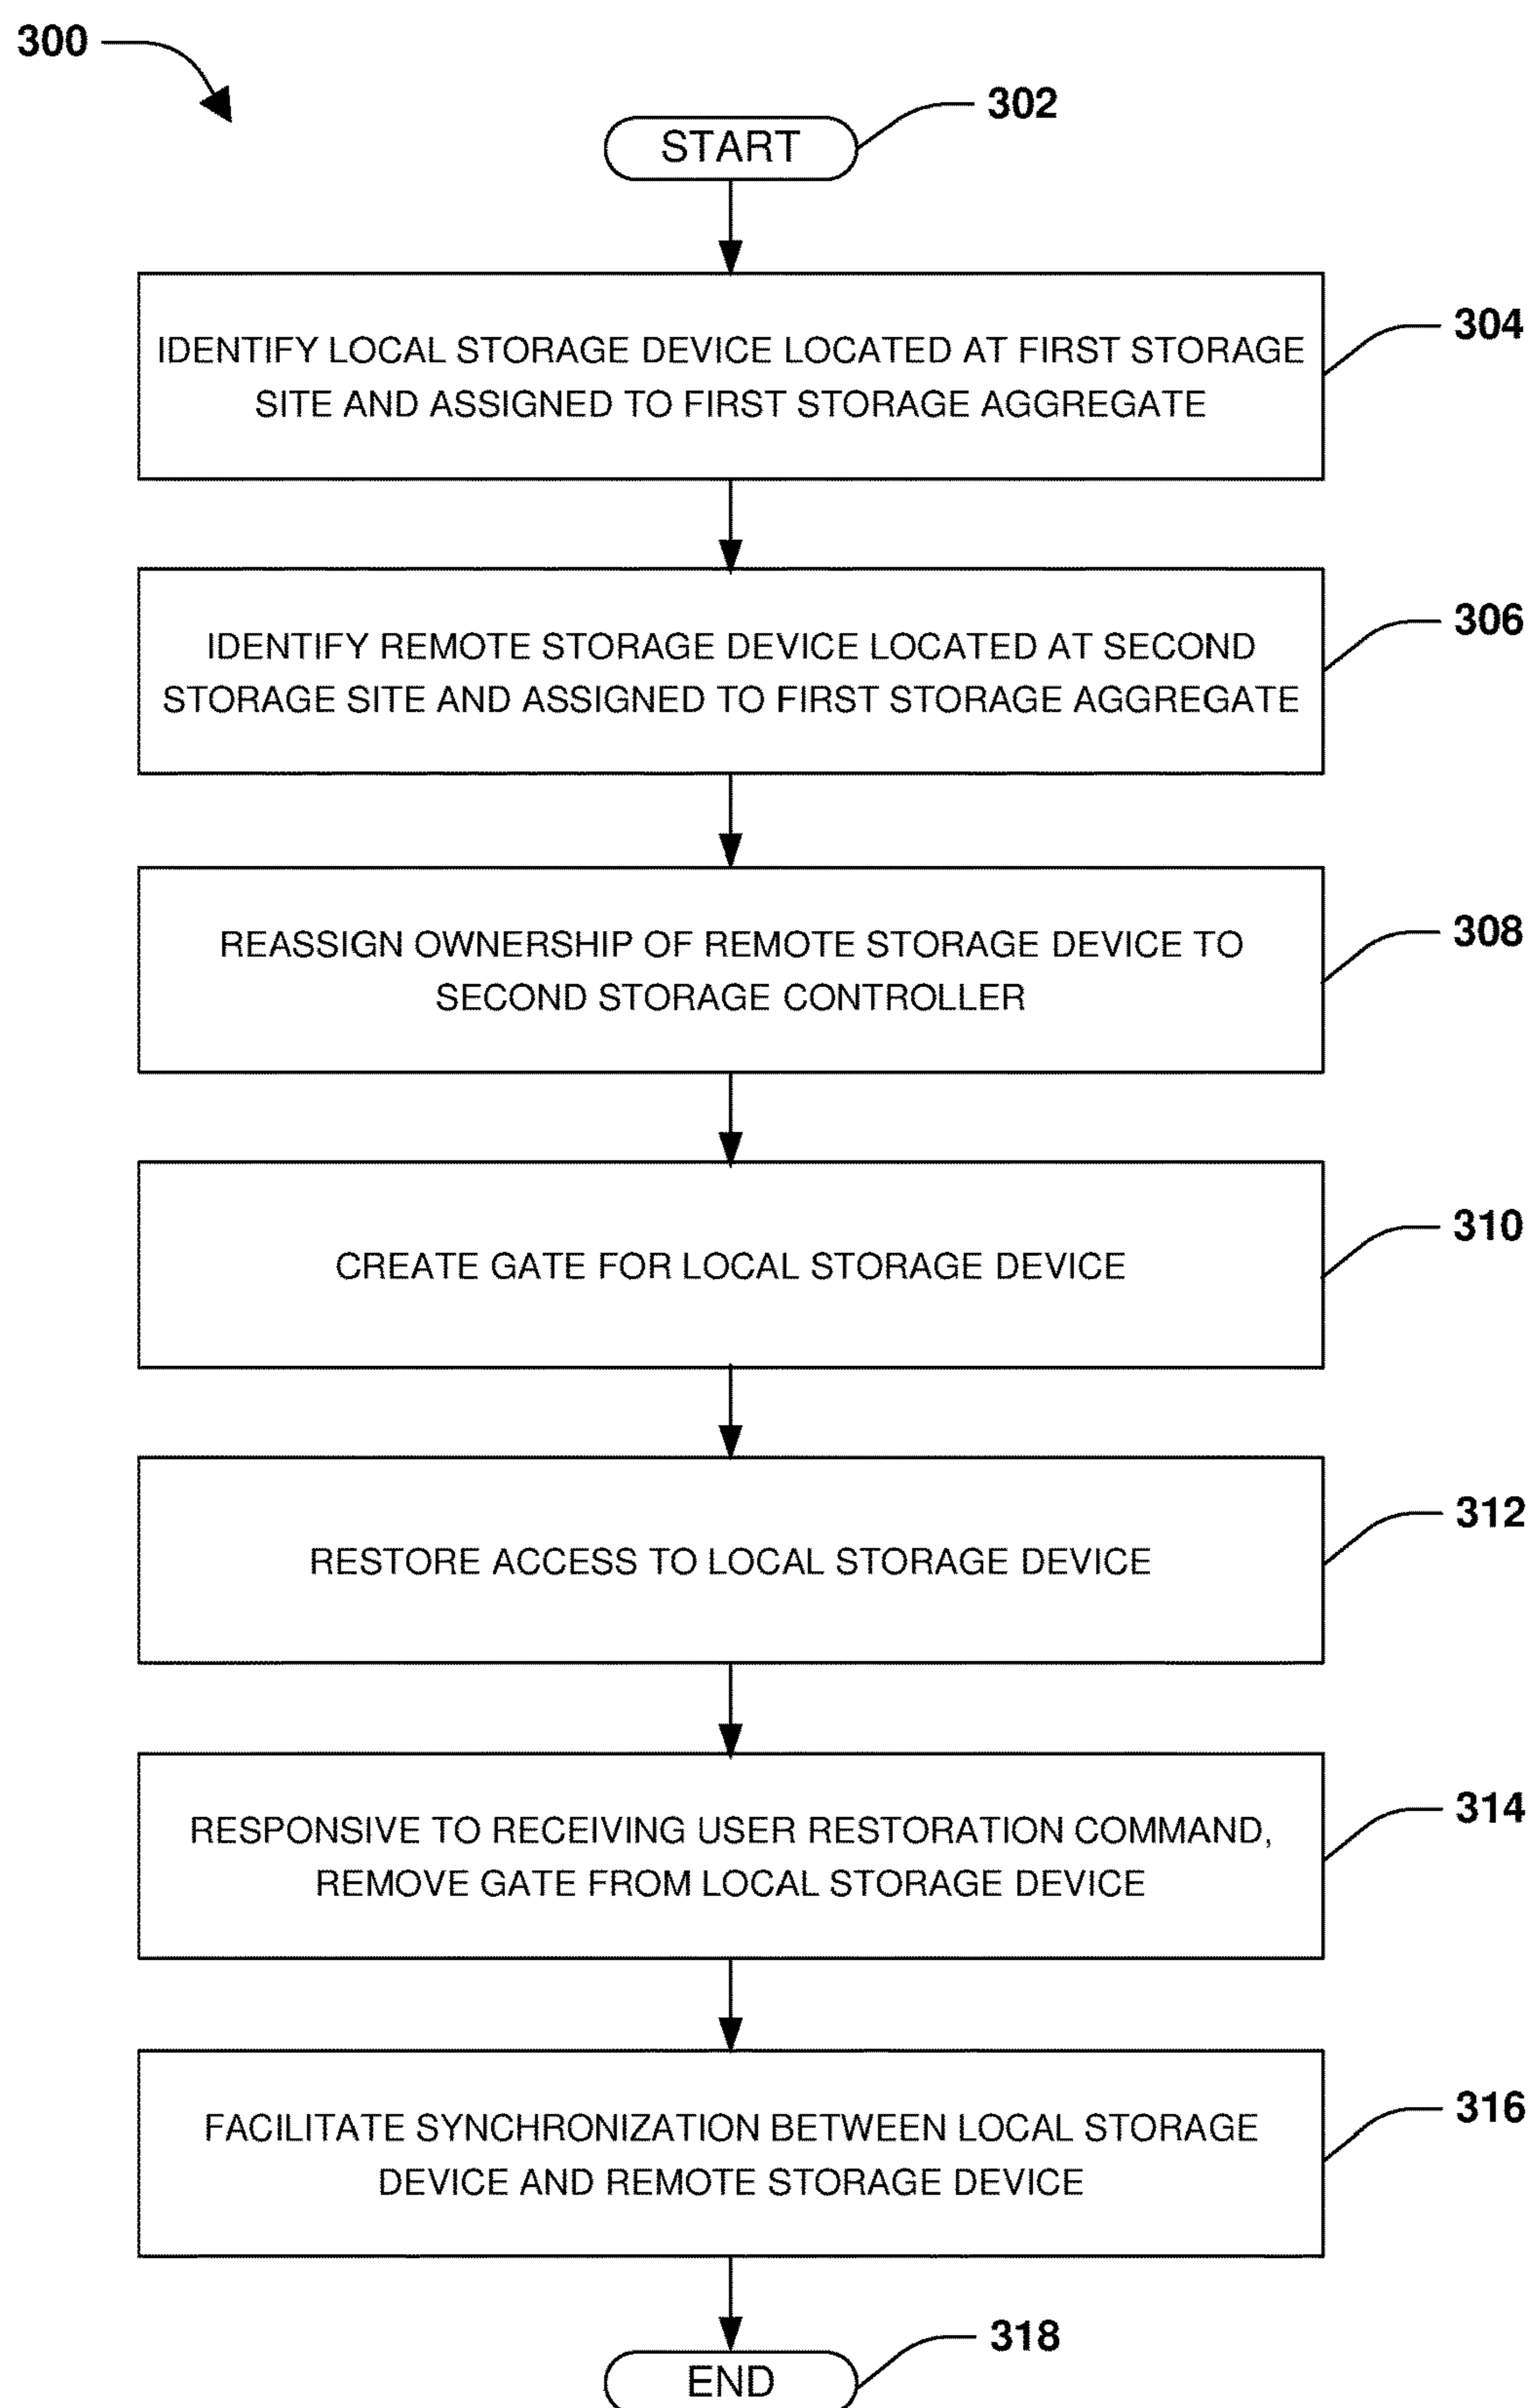 300
302
START
304
IDENTIFY LOCAL STORAGE DEVICE LOCATED AT FIRST STORAGE
SITE AND ASSIGNED TO FIRST STORAGE AGGREGATE
306
IDENTIFY REMOTE STORAGE DEVICE LOCATED AT SECOND
STORAGE SITE AND ASSIGNED TO FIRST STORAGE AGGREGATE
308
REASSIGN OWNERSHIP OF REMOTE STORAGE DEVICE TO
SECOND STORAGE CONTROLLER
310
CREATE GATE FOR LOCAL STORAGE DEVICE
312
RESTORE ACCESS TO LOCAL STORAGE DEVICE
314
RESPONSIVE TO RECEIVING USER RESTORATION COMMAND,
REMOVE GATE FROM LOCAL STORAGE DEVICE
316
FACILITATE SYNCHRONIZATION BETWEEN LOCAL STORAGE
DEVICE AND REMOTE STORAGE DEVICE
318
END